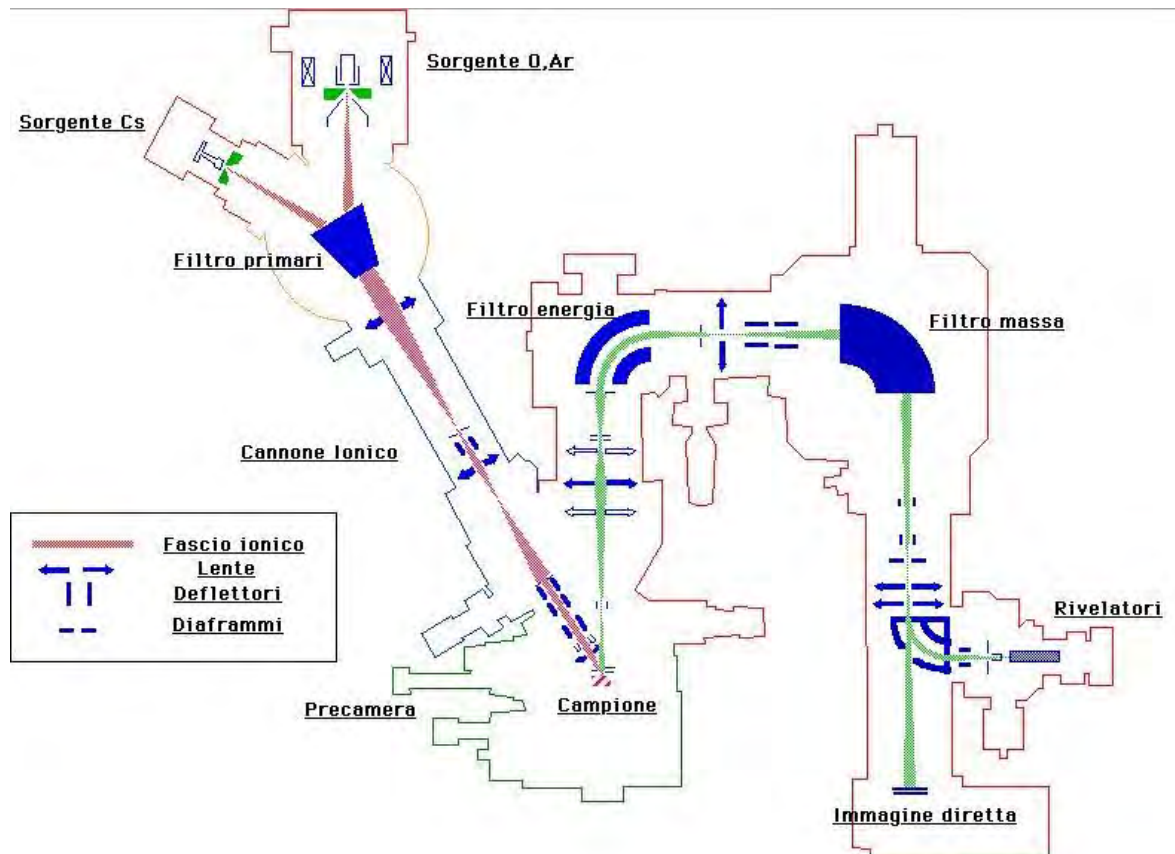 Sorgente O,Ar
Sorgente Cs
Filtro primari
Filtro energia
Filtro massa
Cannone Ionico
Fascio ionico
Lente
Deflettori
Diaframmi
Rivelatori
Precamera
Campione
Immagine diretta